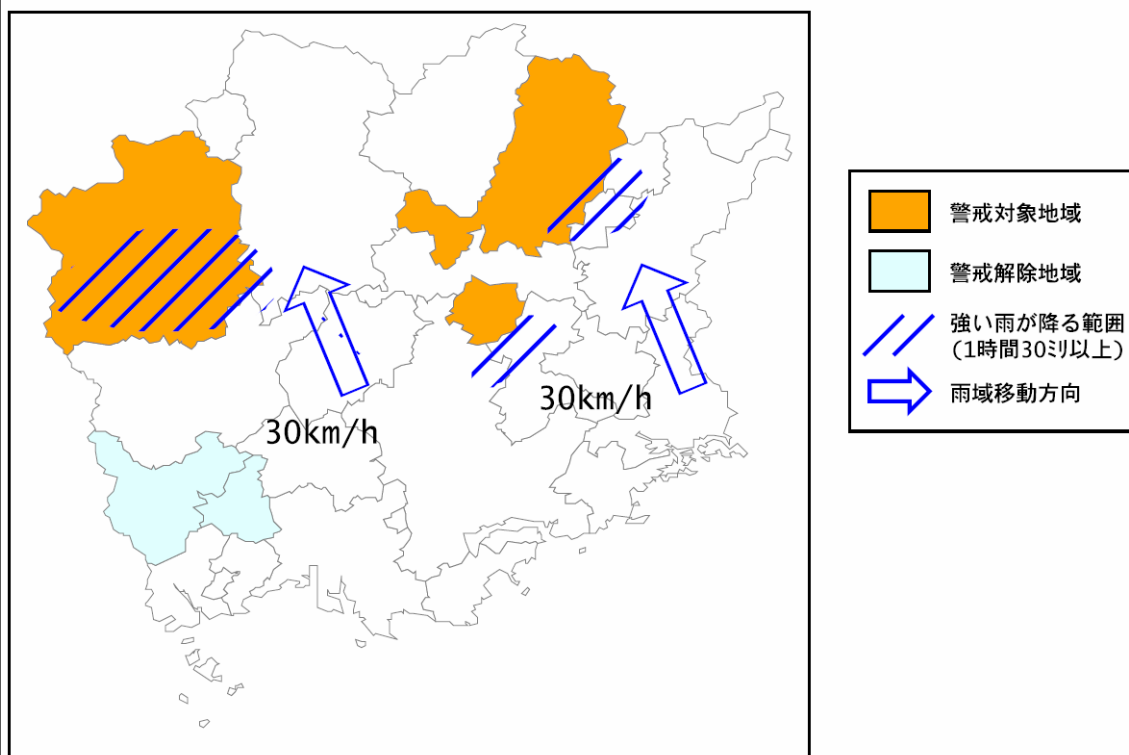 30km/h
30km/h
警戒対象地域
警戒解除地域
強い雨が降る範囲
(1時間30ミリ以上)
雨域移動方向